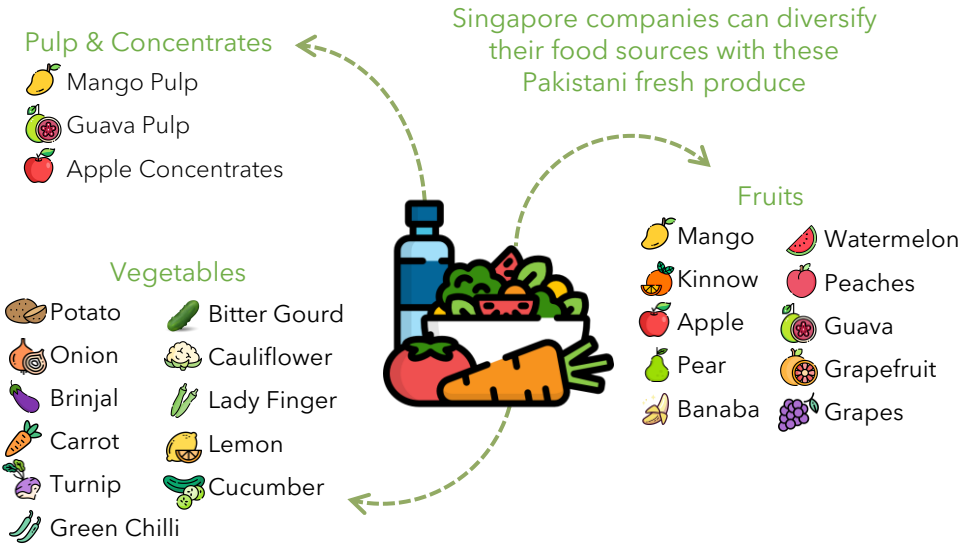 Singapore companies can diversify
their food sources with these
Pakistani fresh produce
Pulp & Concentrates
Mango Pulp
Guava Pulp
Apple Concentrates
Fruits
Mango
Kinnow
Apple
Pear
Banaba
Watermelon
Peaches
Guava
Grapefruit
Grapes
Vegetables
Potato
Onion
Brinjal
Carrot
Turnip
Green Chilli
Bitter Gourd
Cauliflower
Lady Finger
Lemon
Cucumber